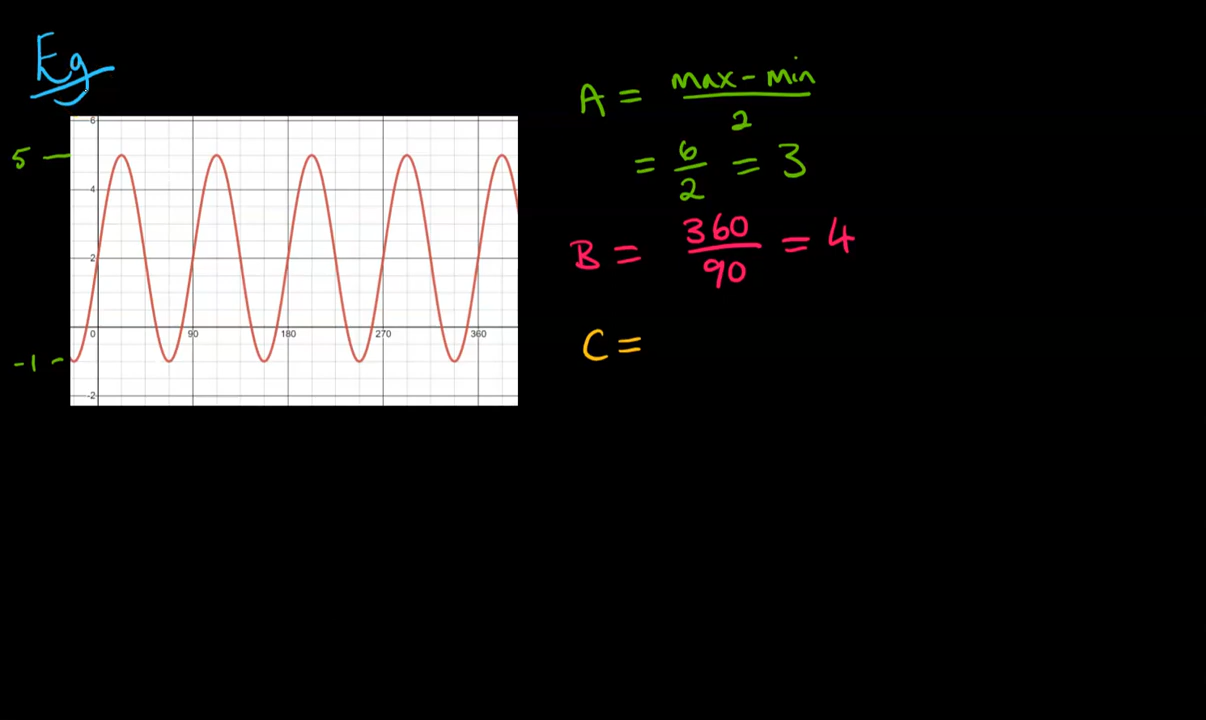 Eg
A = max - min
2
= 6/2 = 3
B = 360/90 = 4
C =
5
-1
6
4
2
0 90 180 270 360
-2